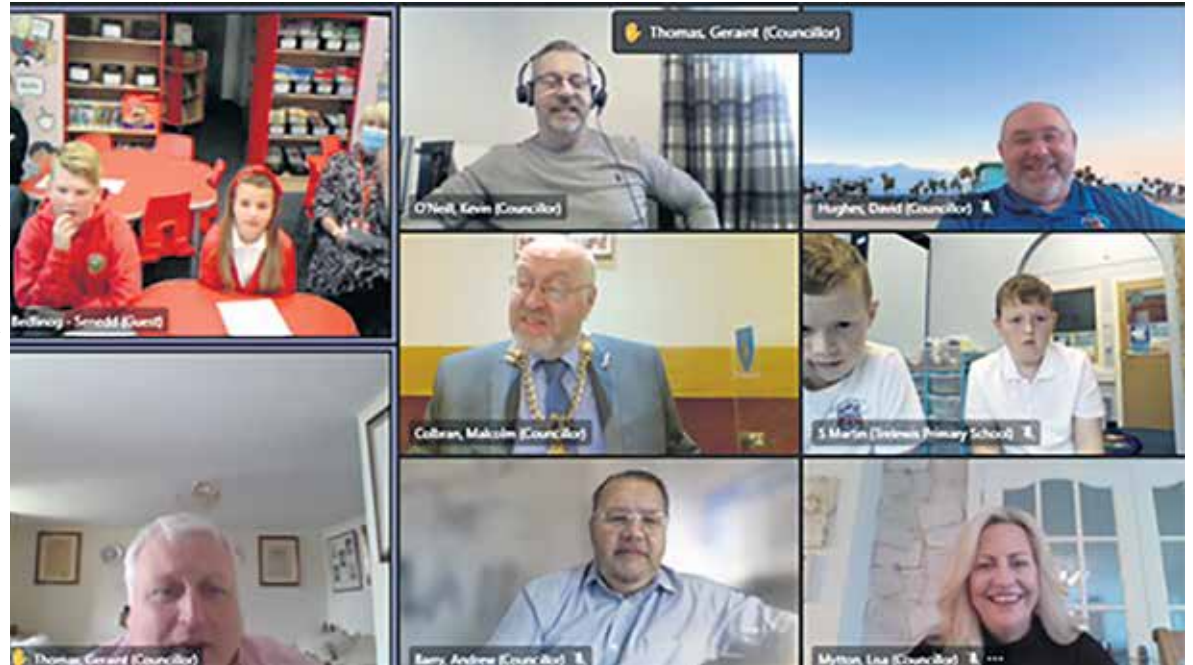 Thomas, Geraint (Councillor)
O'Neill, Kevin (Councillor)
Hughes, David (Councillor)
Bedlinog - Senedd (Guest)
Colbran, Malcolm (Councillor)
S Martin (Trelewis Primary School)
Thomas, Geraint (Councillor)
Barry, Andrew (Councillor)
Mytton, Lisa (Councillor)